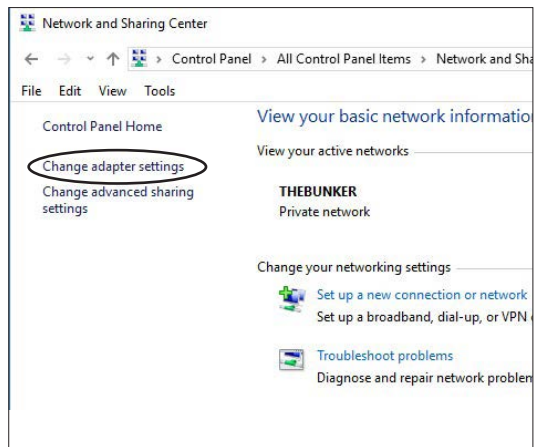 Network and Sharing Center
Control Panel > All Control Panel Items > Network and Sha
File Edit View Tools
Control Panel Home
Change adapter settings
Change advanced sharing
settings
View your basic network informatio
View your active networks
THEBUNKER
Private network
Change your networking settings
Set up a new connection or network
Set up a broadband, dial-up, or VPN
Troubleshoot problems
Diagnose and repair network problem